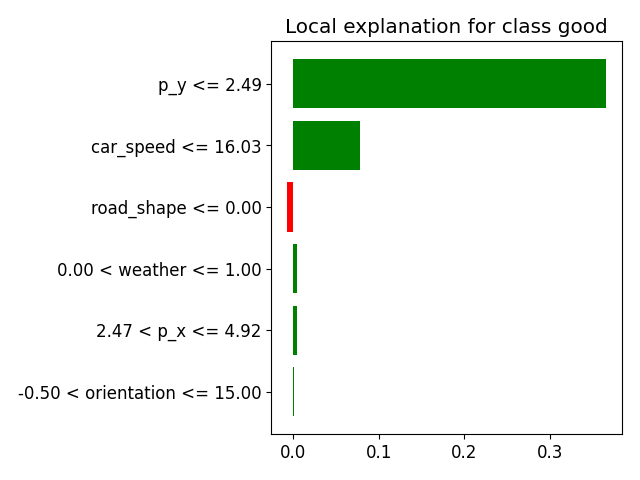 Local explanation for class good
p_y <= 2.49
car_speed <= 16.03
road_shape <= 0.00
0.00 < weather <= 1.00
2.47 < p_x <= 4.92
-0.50 < orientation <= 15.00
0.0 0.1 0.2 0.3